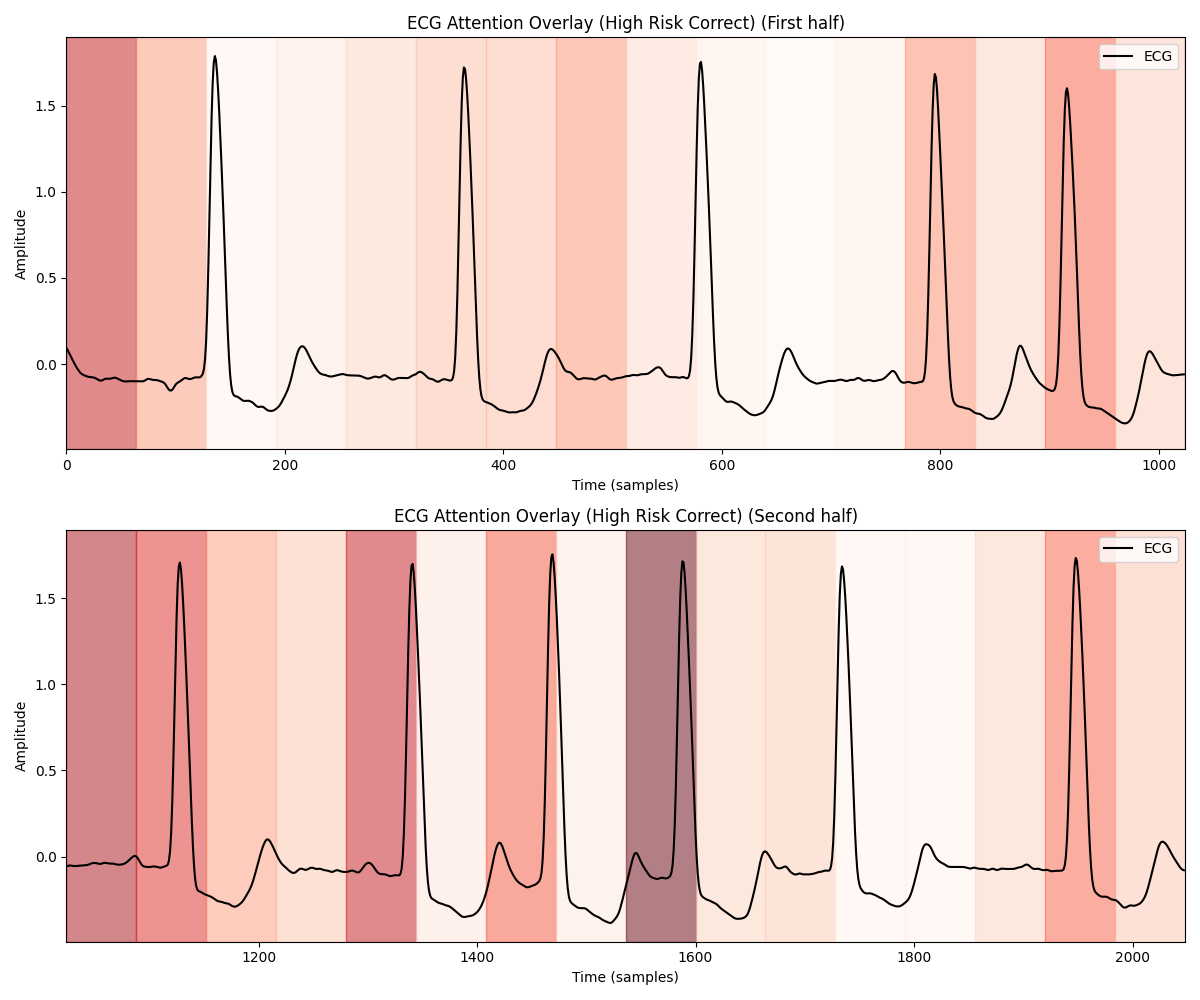 ECG Attention Overlay (High Risk Correct) (First half)
ECG
1.5
1.0
0.5
0.0
Amplitude
0 200 400 600 800 1000
Time (samples)
ECG Attention Overlay (High Risk Correct) (Second half)
ECG
1.5
1.0
0.5
0.0
Amplitude
1200 1400 1600 1800 2000
Time (samples)